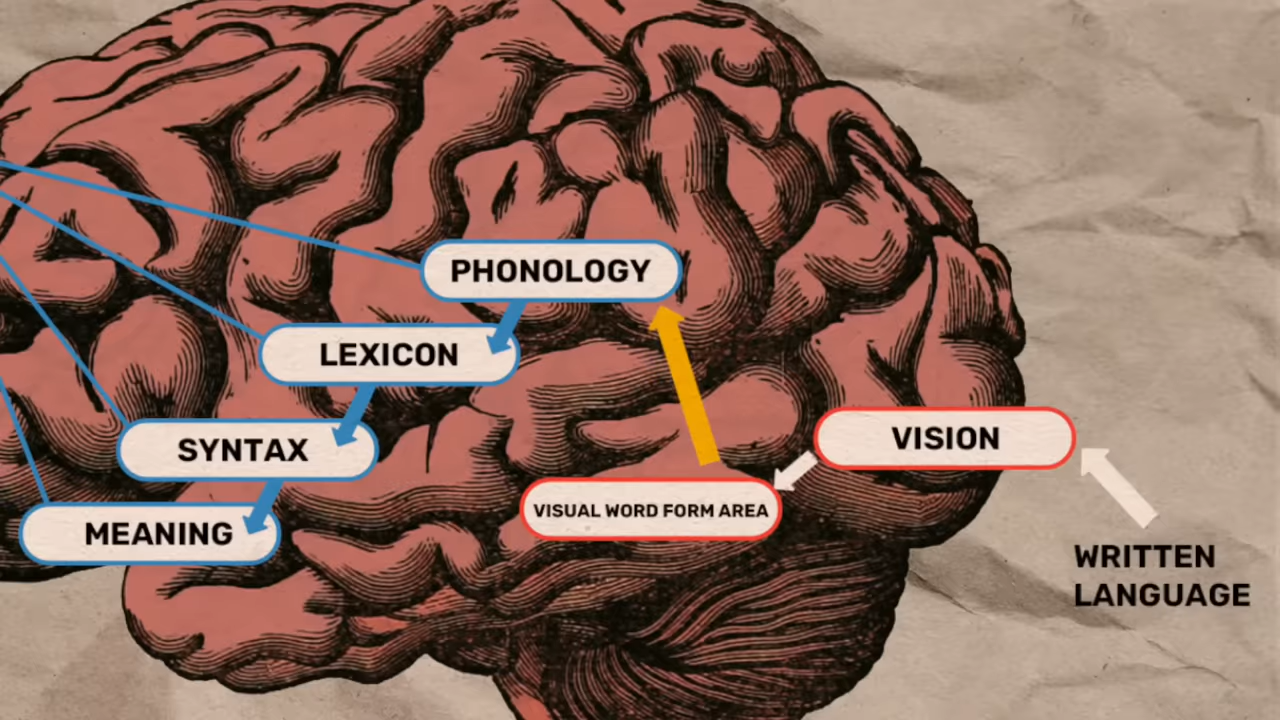 PHONOLOGY
LEXICON
VISION
SYNTAX
VISUAL WORD FORM AREA
MEANING
WRITTEN
LANGUAGE